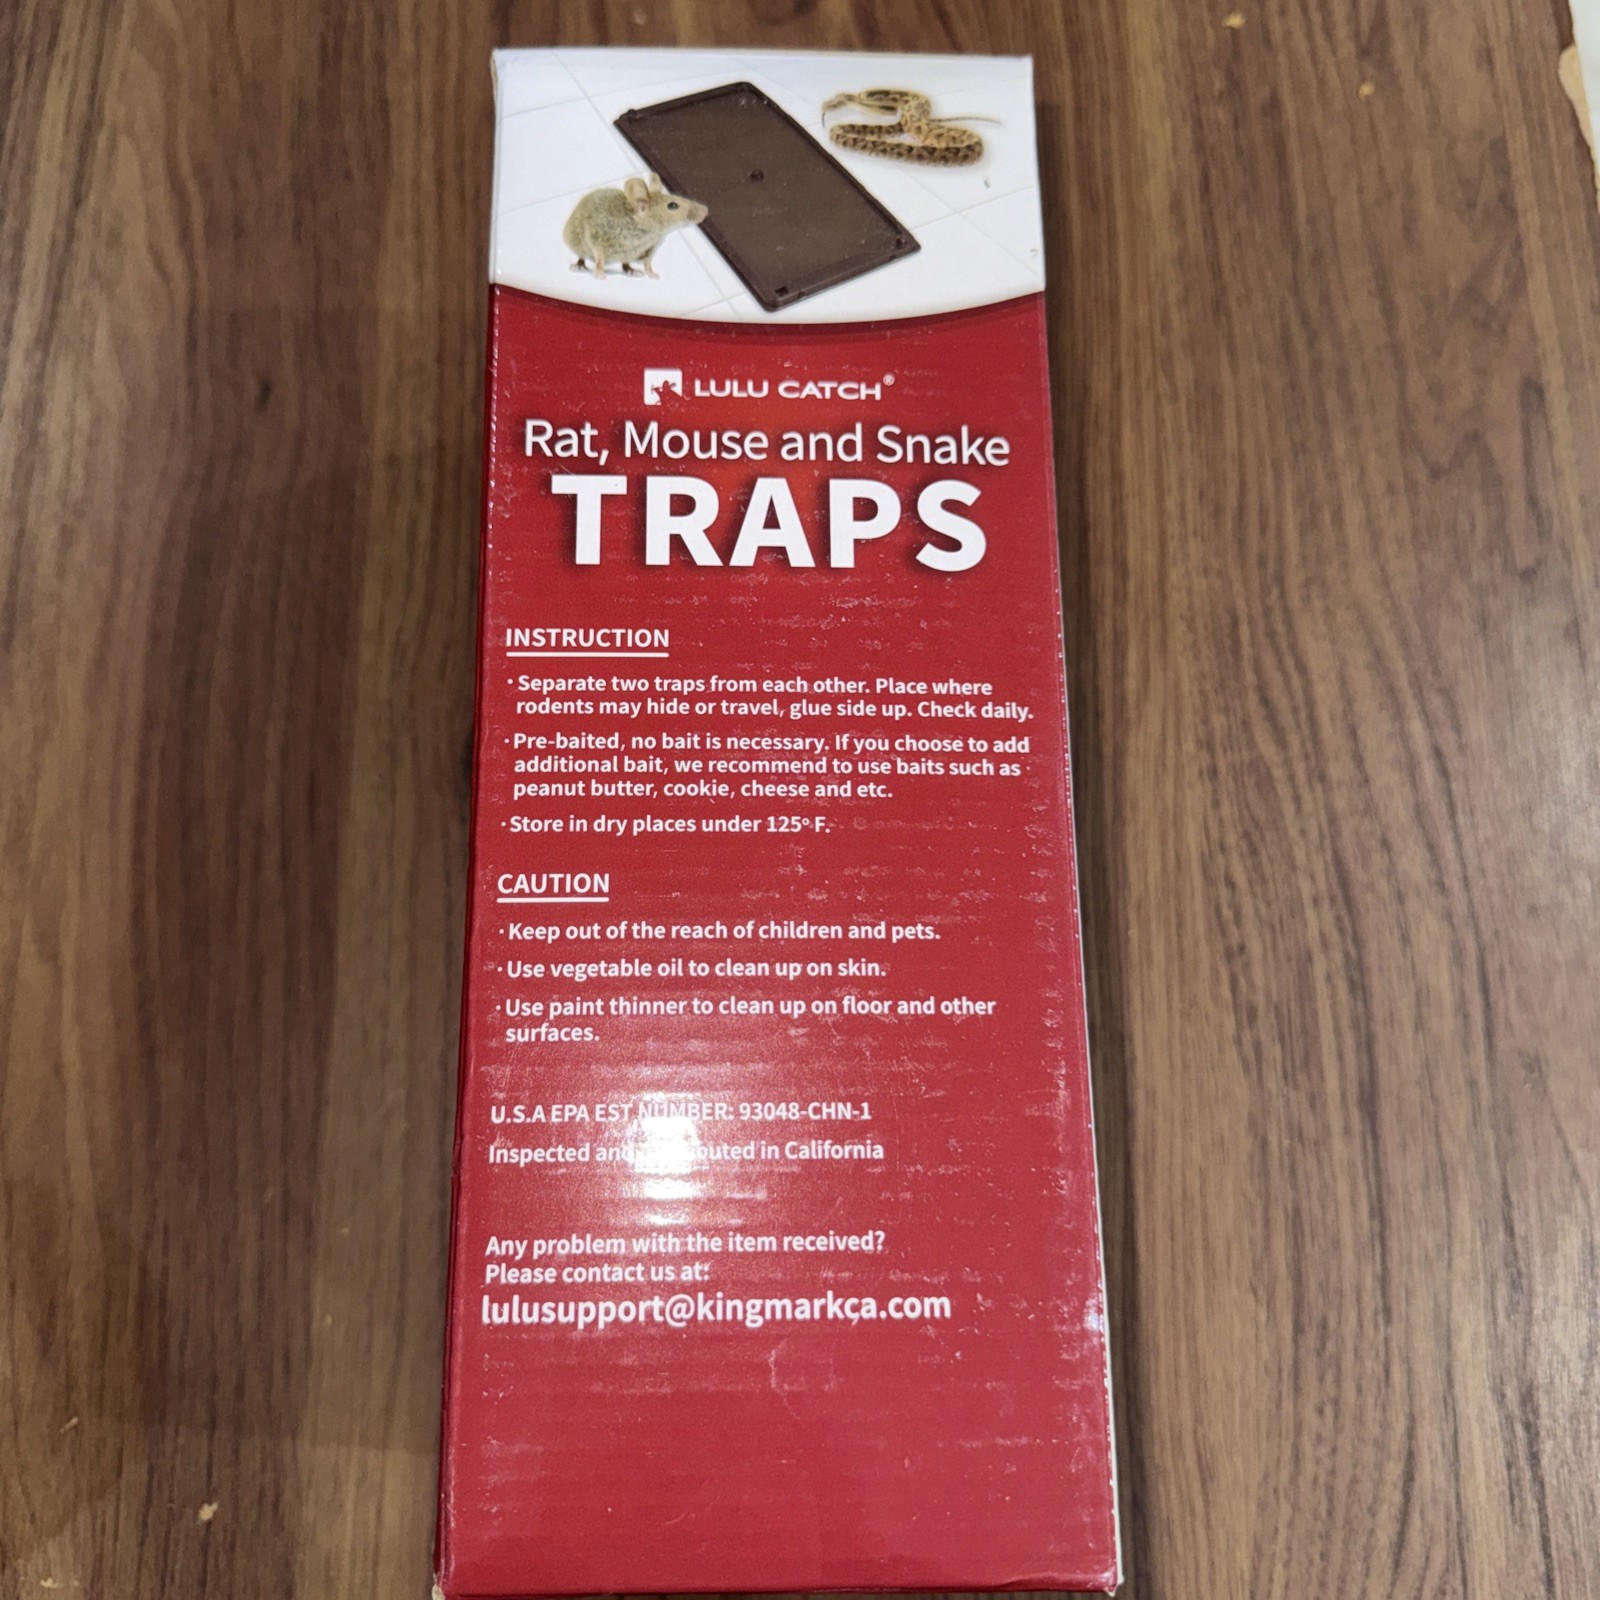 LULU CATCH®
Rat, Mouse and Snake
TRAPS
INSTRUCTION
· Separate two traps from each other. Place where
rodents may hide or travel, glue side up. Check daily.
· Pre-baited, no bait is necessary. If you choose to add
additional bait, we recommend to use baits such as
peanut butter, cookie, cheese and etc.
· Store in dry places under 125° F.
CAUTION
· Keep out of the reach of children and pets.
· Use vegetable oil to clean up on skin.
· Use paint thinner to clean up on floor and other
surfaces.
U.S.A EPA EST NUMBER: 93048-CHN-1
Inspected and in California
Any problem with the item received?
Please contact us at:
lulusupport@kingmarkca.com